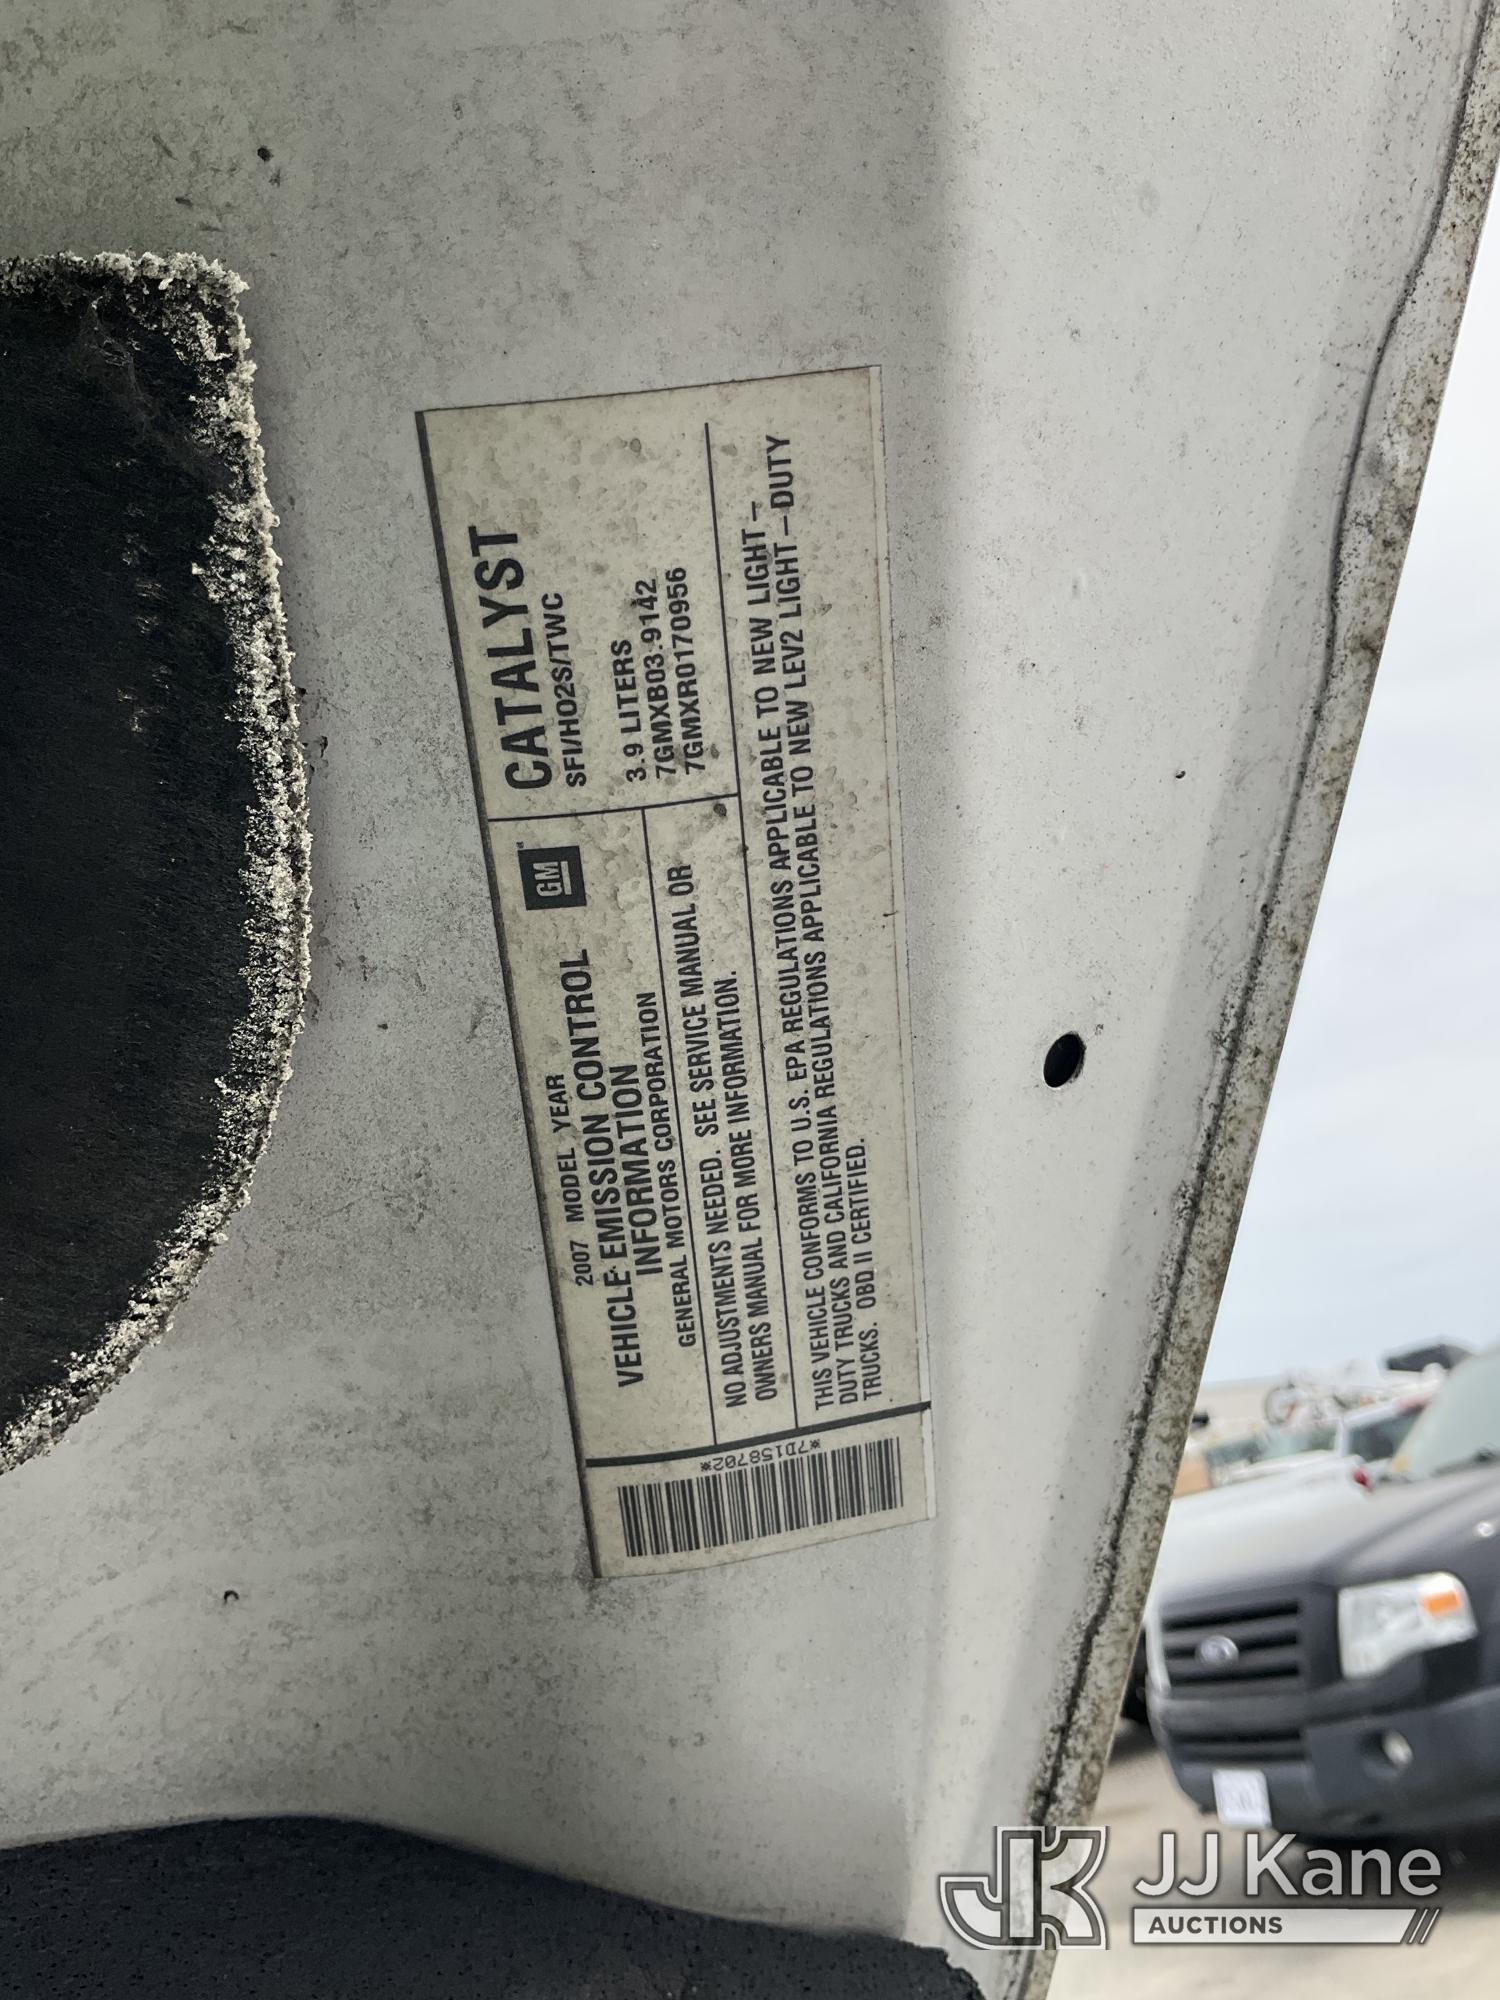 2007 MODEL YEAR
VEHICLE EMISSION CONTROL
INFORMATION
GENERAL MOTORS CORPORATION
GM
CATALYST
SFI/HO2S/TWC
3.9 LITERS
7GMXB03.9142
7GMXR0170956
NO ADJUSTMENTS NEEDED. SEE SERVICE MANUAL OR
OWNERS MANUAL FOR MORE INFORMATION.
THIS VEHICLE CONFORMS TO U.S. EPA REGULATIONS APPLICABLE TO NEW LIGHT-
DUTY TRUCKS AND CALIFORNIA REGULATIONS APPLICABLE TO NEW LEV2 LIGHT-DUTY
TRUCKS. OBD II CERTIFIED.
*7D158702*
JK JJ Kane
AUCTIONS